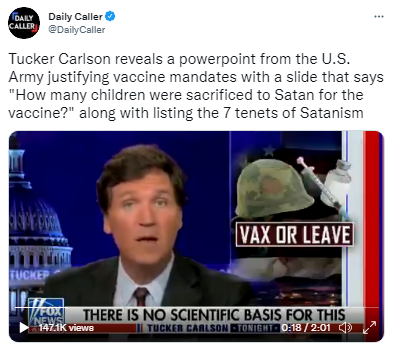 DAILY CALLER
Daily Caller
@DailyCaller
Tucker Carlson reveals a powerpoint from the U.S.
Army justifying vaccine mandates with a slide that says
"How many children were sacrificed to Satan for the
vaccine?" along with listing the 7 tenets of Satanism
VAX OR LEAVE
TUCKER
FOX NEWS
THERE IS NO SCIENTIFIC BASIS FOR THIS
TUCKER CARLSON TONIGHT
147.1K views
0:18 / 2:01